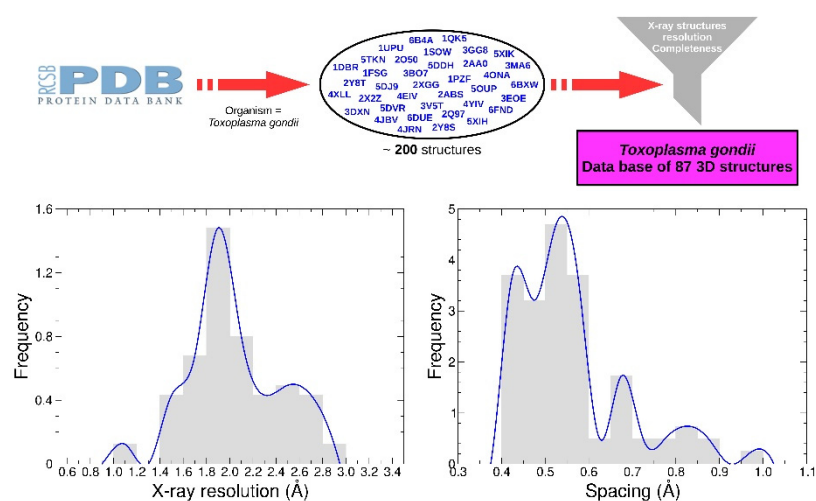 RCSB
PDB
PROTEIN DATA BANK
Organism =
Toxoplasma gondii
6B4A 1QK5
1UPU 1SOW 3GG8
5XIK
5TKN 2O50
5DDH 2AA0 3MA6
1DBR
1FSG 3BO7 1PZF 4ONA
2Y8T 5DJ9 2XGG 5OUP 6BXW
4XLL 2X2Z 4EIV 2ABS 3EOE
3DXN 5DVR 3V5T 4YIV 6FND
4JBV 6DUE 2Q97 5XIH
4JRN 2Y8S
~ 200 structures
X-ray structures
resolution
Completeness
Toxoplasma gondii
Data base of 87 3D structures
1.6
1.2
0.8
0.4
0
Frequency
0.6 0.8 1.0 1.2 1.4 1.6 1.8 2.0 2.2 2.4 2.6 2.8 3.0 3.2 3.4
X-ray resolution (Å)
5
4
3
2
1
0
Frequency
0.3 0.4 0.5 0.6 0.7 0.8 0.9 1.0 1.1
Spacing (Å)